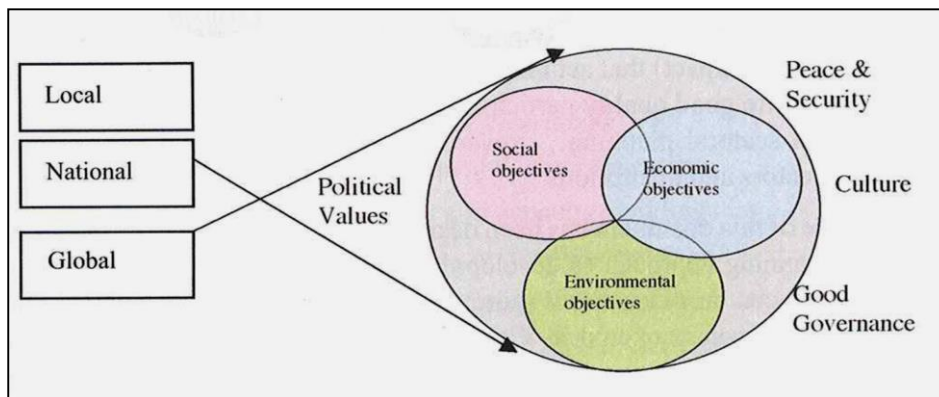 Local
National
Global
Political
Values
Social
objectives
Economic
objectives
Environmental
objectives
Peace &
Security
Culture
Good
Governance